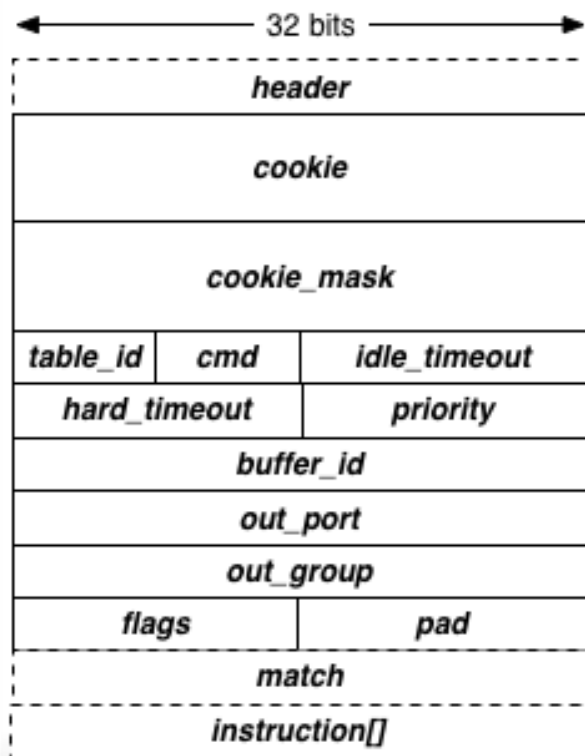 32 bits
header
cookie
cookie_mask
table_id cmd idle_timeout
hard_timeout priority
buffer_id
out_port
out_group
flags pad
match
instruction[]